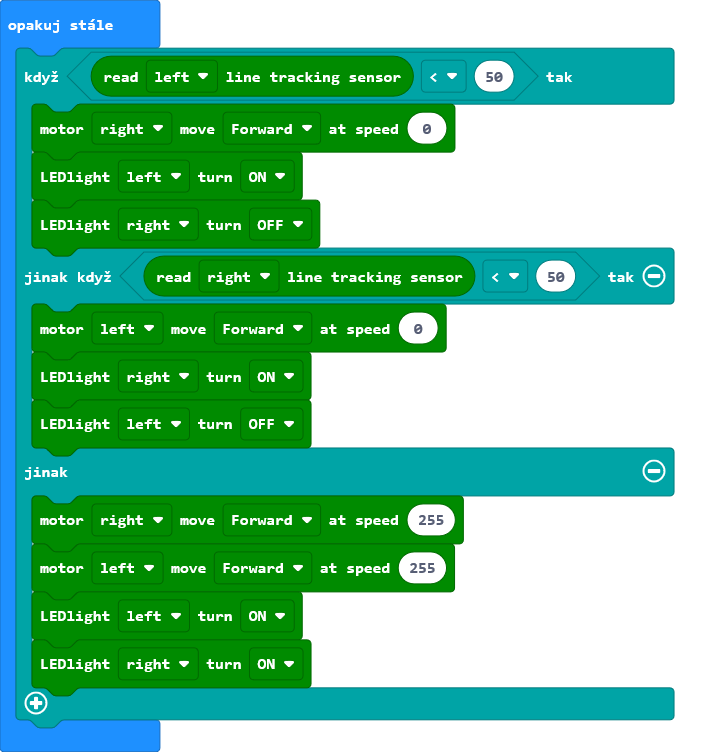 opakuj stále
když read left line tracking sensor < 50 tak
motor right move Forward at speed 0
LEDlight left turn ON
LEDlight right turn OFF
jinak když read right line tracking sensor < 50 tak
motor left move Forward at speed 0
LEDlight right turn ON
LEDlight left turn OFF
jinak
motor right move Forward at speed 255
motor left move Forward at speed 255
LEDlight left turn ON
LEDlight right turn ON